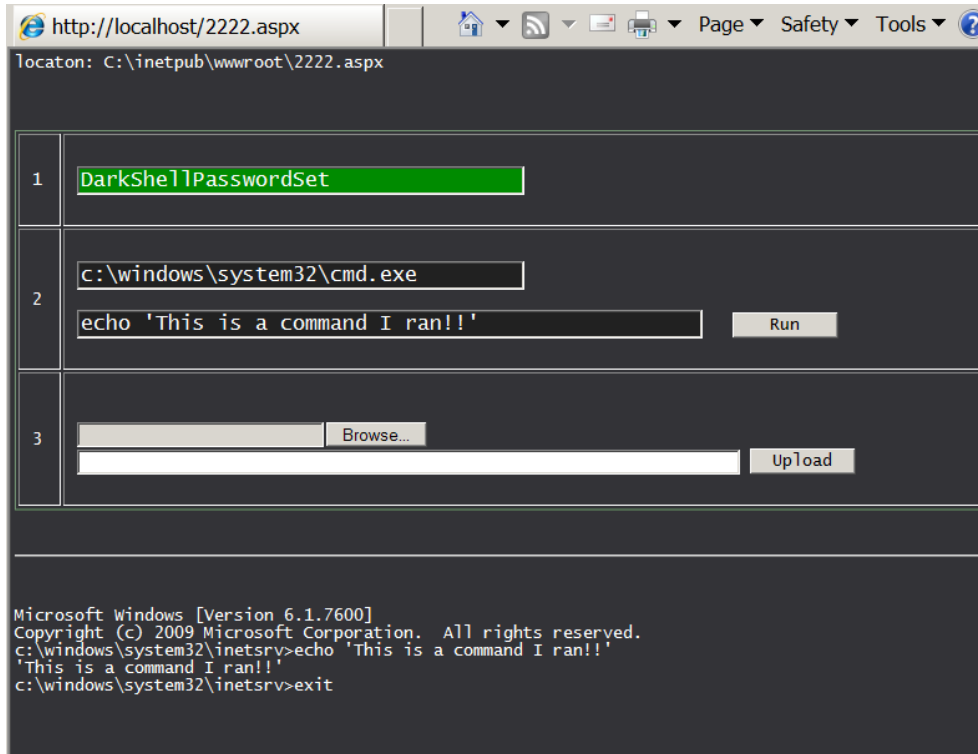 http://localhost/2222.aspx
Page Safety Tools
locaton: C:\inetpub\wwwroot\2222.aspx
1
DarkShellPasswordSet
2
c:\windows\system32\cmd.exe
echo 'This is a command I ran!!'
Run
3
Browse...
Upload
Microsoft Windows [Version 6.1.7600]
Copyright (c) 2009 Microsoft Corporation.  All rights reserved.
c:\windows\system32\inetsrv>echo 'This is a command I ran!!'
'This is a command I ran!!'
c:\windows\system32\inetsrv>exit